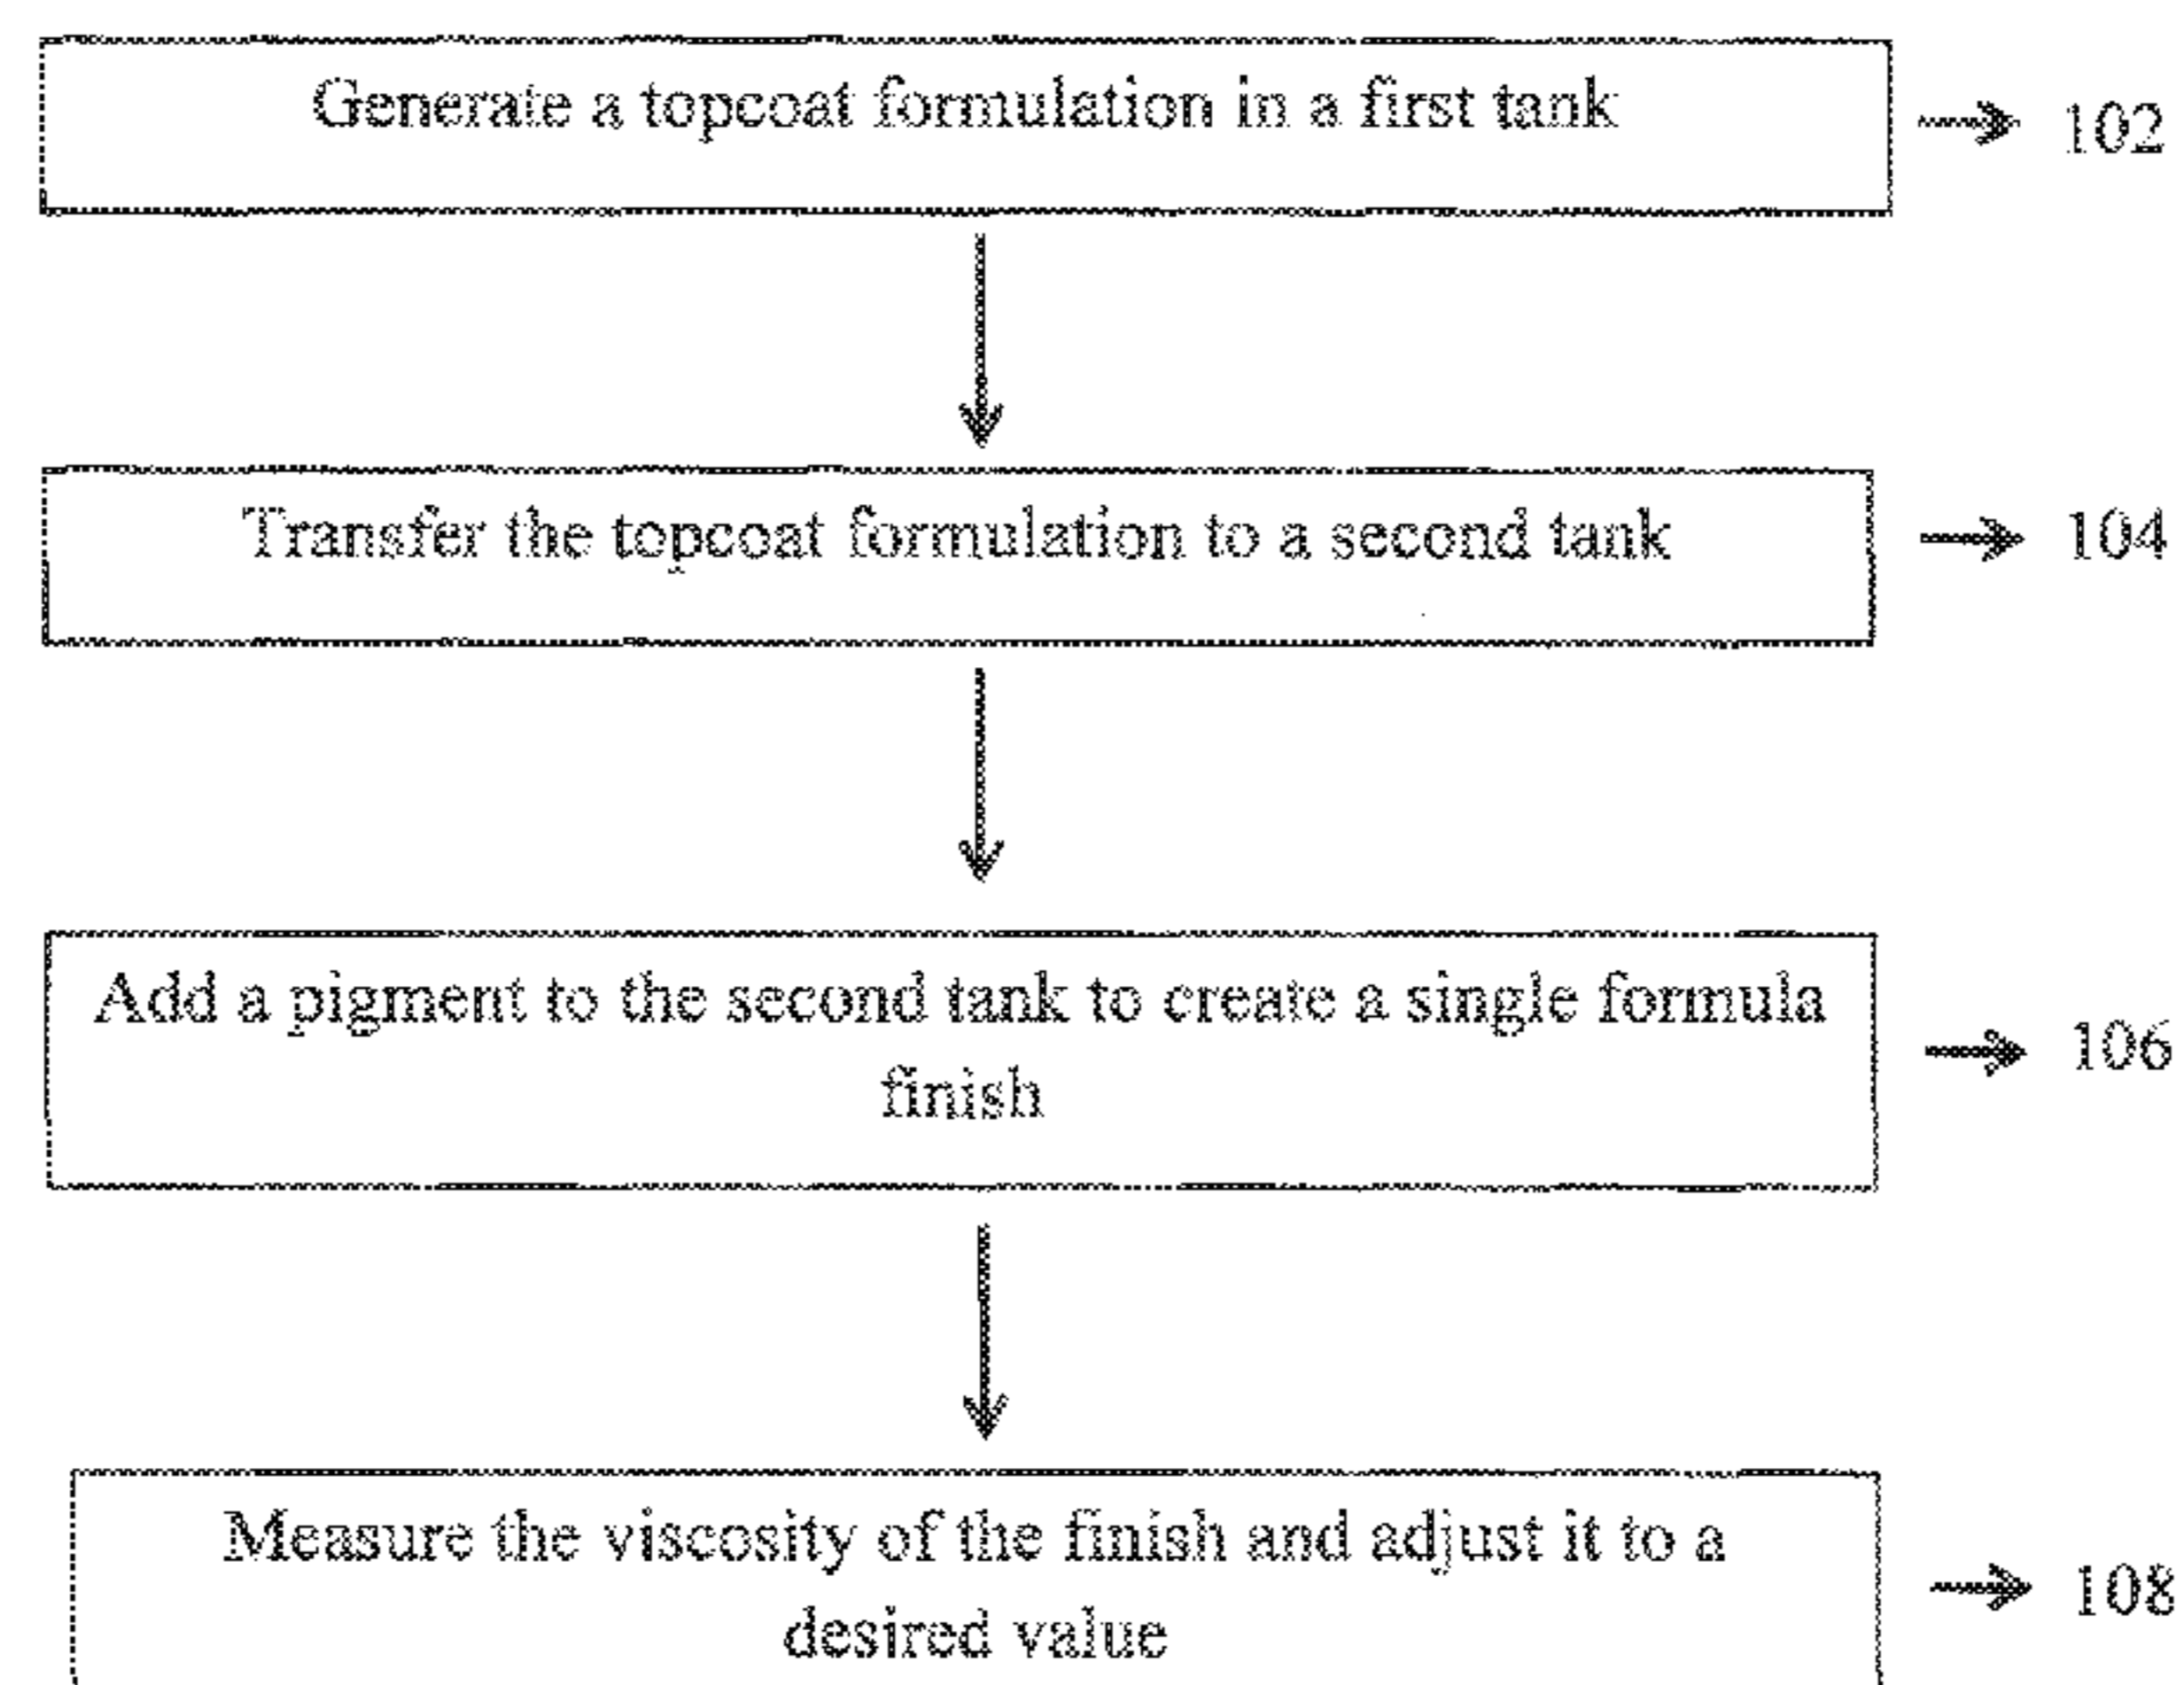 Generate a topcoat formulation in a first tank
102
Transfer the topcoat formulation to a second tank
104
Add a pigment to the second tank to create a single formula
finish
106
Measure the viscosity of the finish and adjust it to a
desired value
108